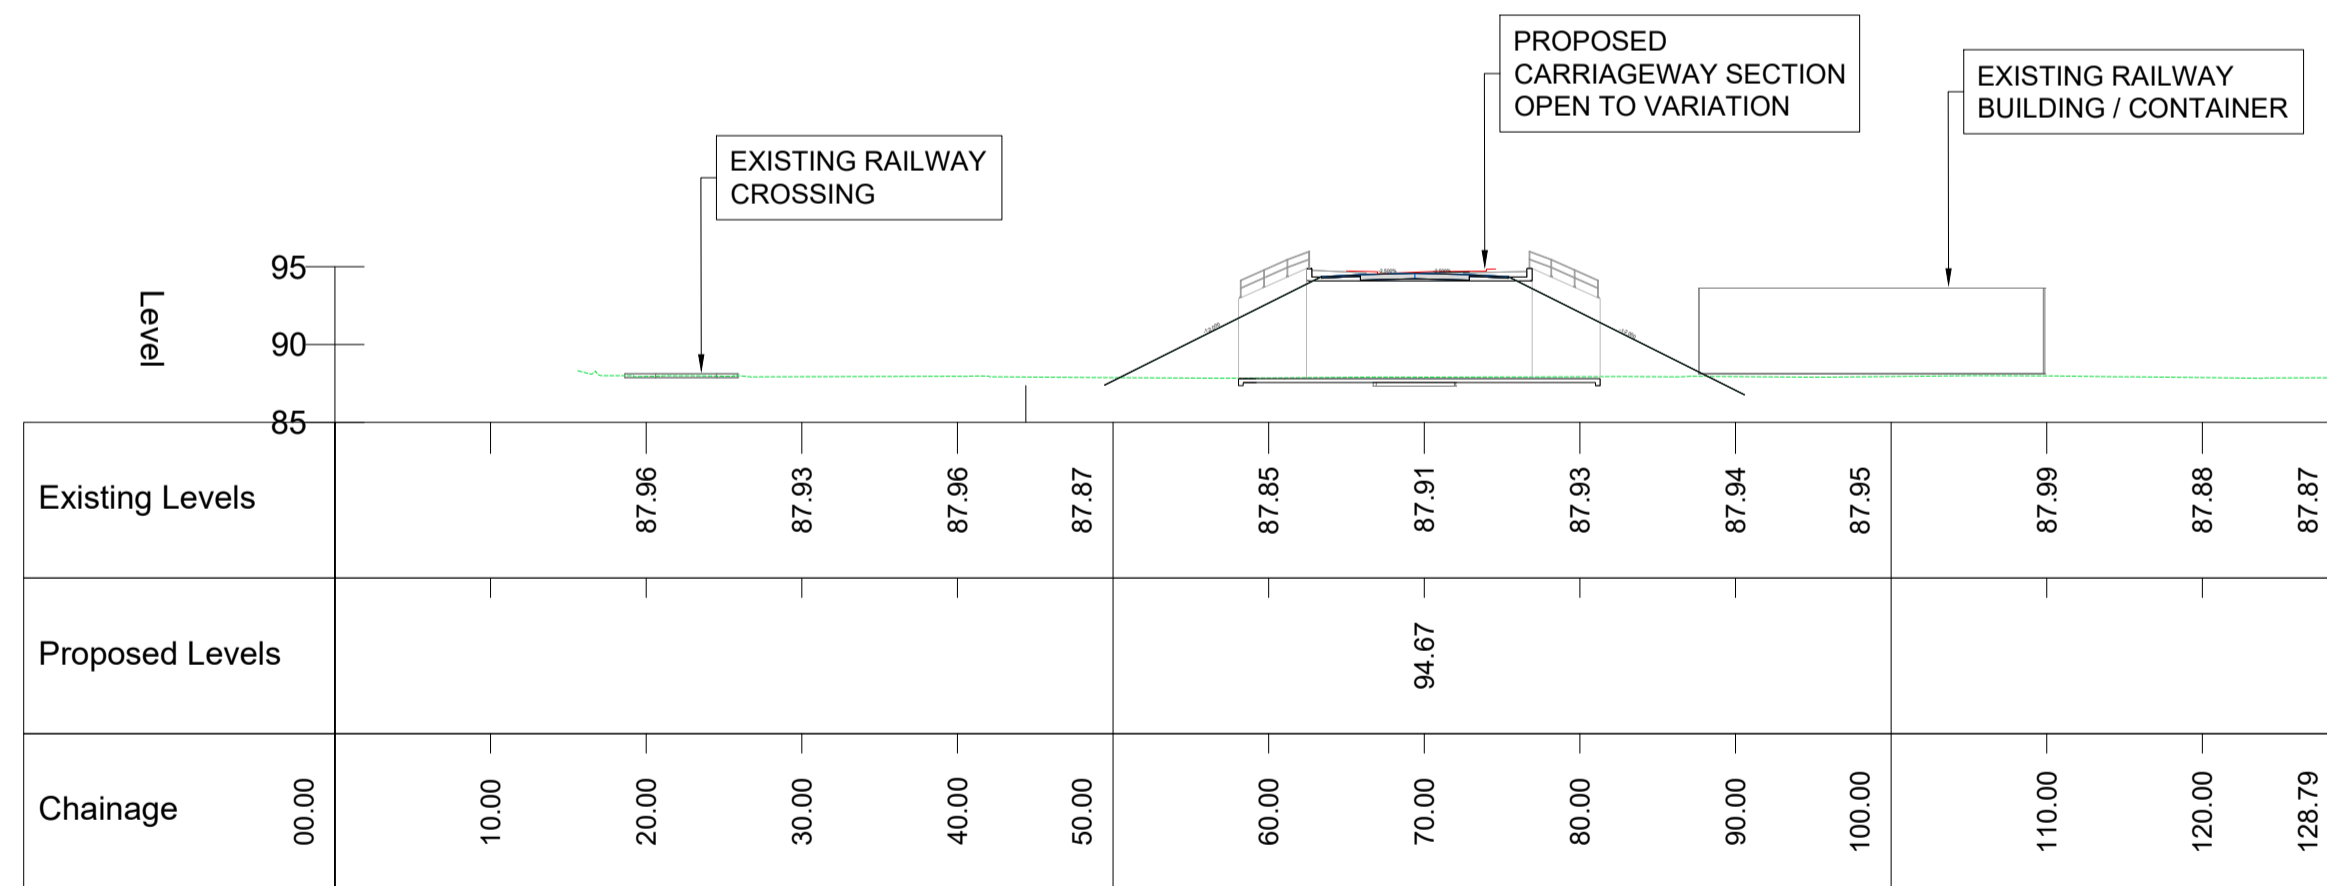 PROPOSED
CARRIAGEWAY SECTION
OPEN TO VARIATION
EXISTING RAILWAY
BUILDING / CONTAINER
EXISTING RAILWAY
CROSSING
Level
95
90
85
Existing Levels 87.96 87.93 87.96 87.87 87.85 87.91 87.93 87.94 87.95 87.99 87.88 87.87
Proposed Levels 94.67
Chainage 00.00 10.00 20.00 30.00 40.00 50.00 60.00 70.00 80.00 90.00 100.00 110.00 120.00 128.79